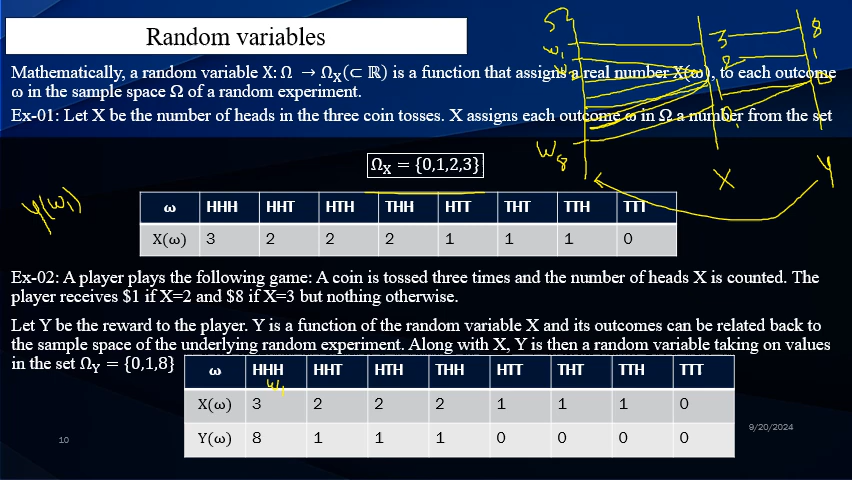 Random variables
Mathematically, a random variable X: Ω → Ω_X(⊂ ℝ) is a function that assigns a real number X(ω), to each outcome
ω in the sample space Ω of a random experiment.
Ex-01: Let X be the number of heads in the three coin tosses. X assigns each outcome ω in Ω a number from the set
Ω_X = {0,1,2,3}
ω HHH HHT HTH THH HTT THT TTH TTT
X(ω) 3 2 2 2 1 1 1 0
Ex-02: A player plays the following game: A coin is tossed three times and the number of heads X is counted. The
player receives $1 if X=2 and $8 if X=3 but nothing otherwise.
Let Y be the reward to the player. Y is a function of the random variable X and its outcomes can be related back to
the sample space of the underlying random experiment. Along with X, Y is then a random variable taking on values
in the set Ω_Y = {0,1,8}
ω HHH HHT HTH THH HTT THT TTH TTT
X(ω) 3 2 2 2 1 1 1 0
Y(ω) 8 1 1 1 0 0 0 0
10
9/20/2024
Ω
3
8
ω₁
2
1
0
ω₈
X
Y
Y(ω₁)
ω₁